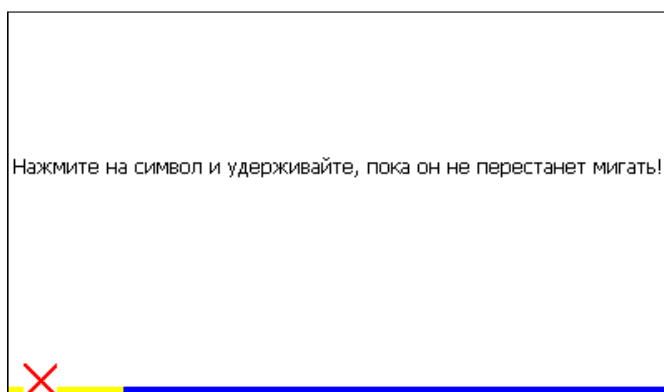 Нажмите на символ и удерживайте, пока он не перестанет мигать!